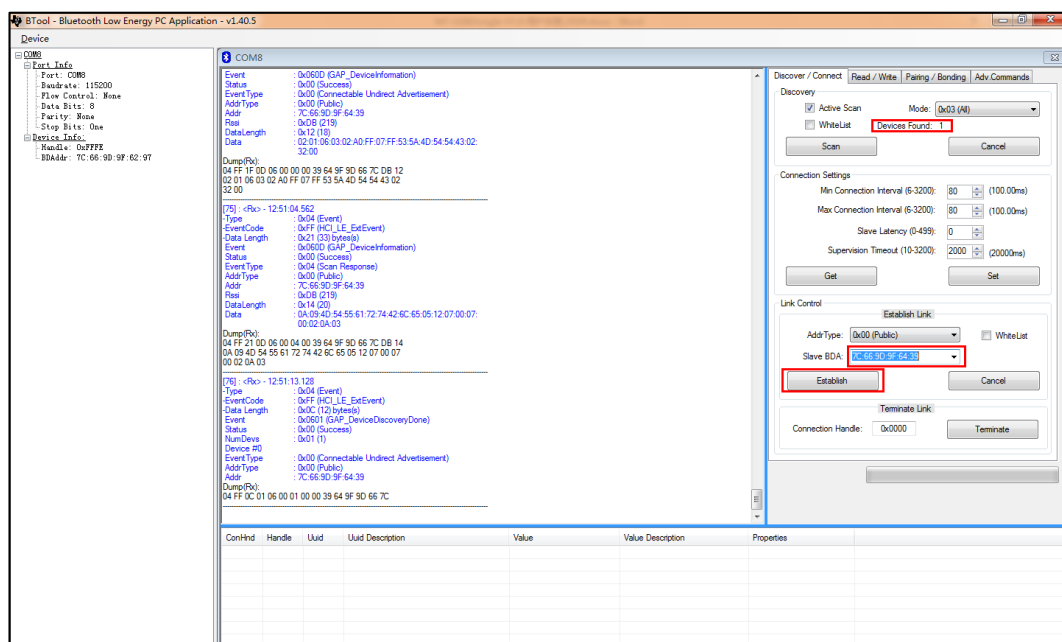 BTool - Bluetooth Low Energy PC Application - v1.40.5
Device
COM8
Port Info
Port: COM8
Baudrate: 115200
Flow Control: None
Data Bits: 8
Parity: None
Stop Bits: One
Device Info:
Handle: 0xFFFE
BDAddr: 7C:66:9D:9F:62:97
COM8
Event : 0x060D (GAP_DeviceInformation)
Status : 0x00 (Success)
EventType : 0x00 (Connectable Undirect Advertisement)
AddrType : 0x00 (Public)
Addr : 7C:66:9D:9F:64:39
Rssi : 0xDB (219)
DataLength : 0x12 (18)
Data : 02:01:06:03:02:A0:FF:07:FF:53:5A:4D:54:54:43:02:
32:00
Dump(Rx):
04 FF 1F 0D 06 00 00 00 39 64 9F 9D 66 7C DB 12
02 01 06 03 02 A0 FF 07 FF 53 5A 4D 54 54 43 02
32 00
[75] : <Rx> - 12:51:04.562
-Type : 0x04 (Event)
-EventCode : 0xFF (HCI_LE_ExtEvent)
-Data Length : 0x21 (33) bytes(s)
Event : 0x060D (GAP_DeviceInformation)
Status : 0x00 (Success)
EventType : 0x04 (Scan Response)
AddrType : 0x00 (Public)
Addr : 7C:66:9D:9F:64:39
Rssi : 0xDB (219)
DataLength : 0x14 (20)
Data : 0A:09:4D:54:55:61:72:74:42:6C:65:05:12:07:00:07:
00:02:0A:03
Dump(Rx):
04 FF 21 0D 06 00 04 00 39 64 9F 9D 66 7C DB 14
0A 09 4D 54 55 61 72 74 42 6C 65 05 12 07 00 07
00 02 0A 03
[76] : <Rx> - 12:51:13.128
-Type : 0x04 (Event)
-EventCode : 0xFF (HCI_LE_ExtEvent)
-Data Length : 0x0C (12) bytes(s)
Event : 0x0601 (GAP_DeviceDiscoveryDone)
Status : 0x00 (Success)
NumDevs : 0x01 (1)
Device #0
EventType : 0x00 (Connectable Undirect Advertisement)
AddrType : 0x00 (Public)
Addr : 7C:66:9D:9F:64:39
Dump(Rx):
04 FF 0C 01 06 00 01 00 00 39 64 9F 9D 66 7C
Discover / Connect Read / Write Pairing / Bonding Adv.Commands
Discovery
Active Scan Mode: 0x03 (All)
WhiteList Devices Found: 1
Scan Cancel
Connection Settings
Min Connection Interval (6-3200): 80 (100.00ms)
Max Connection Interval (6-3200): 80 (100.00ms)
Slave Latency (0-499): 0
Supervision Timeout (10-3200): 2000 (20000ms)
Get Set
Link Control
Establish Link
AddrType: 0x00 (Public) WhiteList
Slave BDA: 7C:66:9D:9F:64:39
Establish Cancel
Terminate Link
Connection Handle: 0x0000 Terminate
ConHnd Handle Uuid Uuid Description Value Value Description Properties